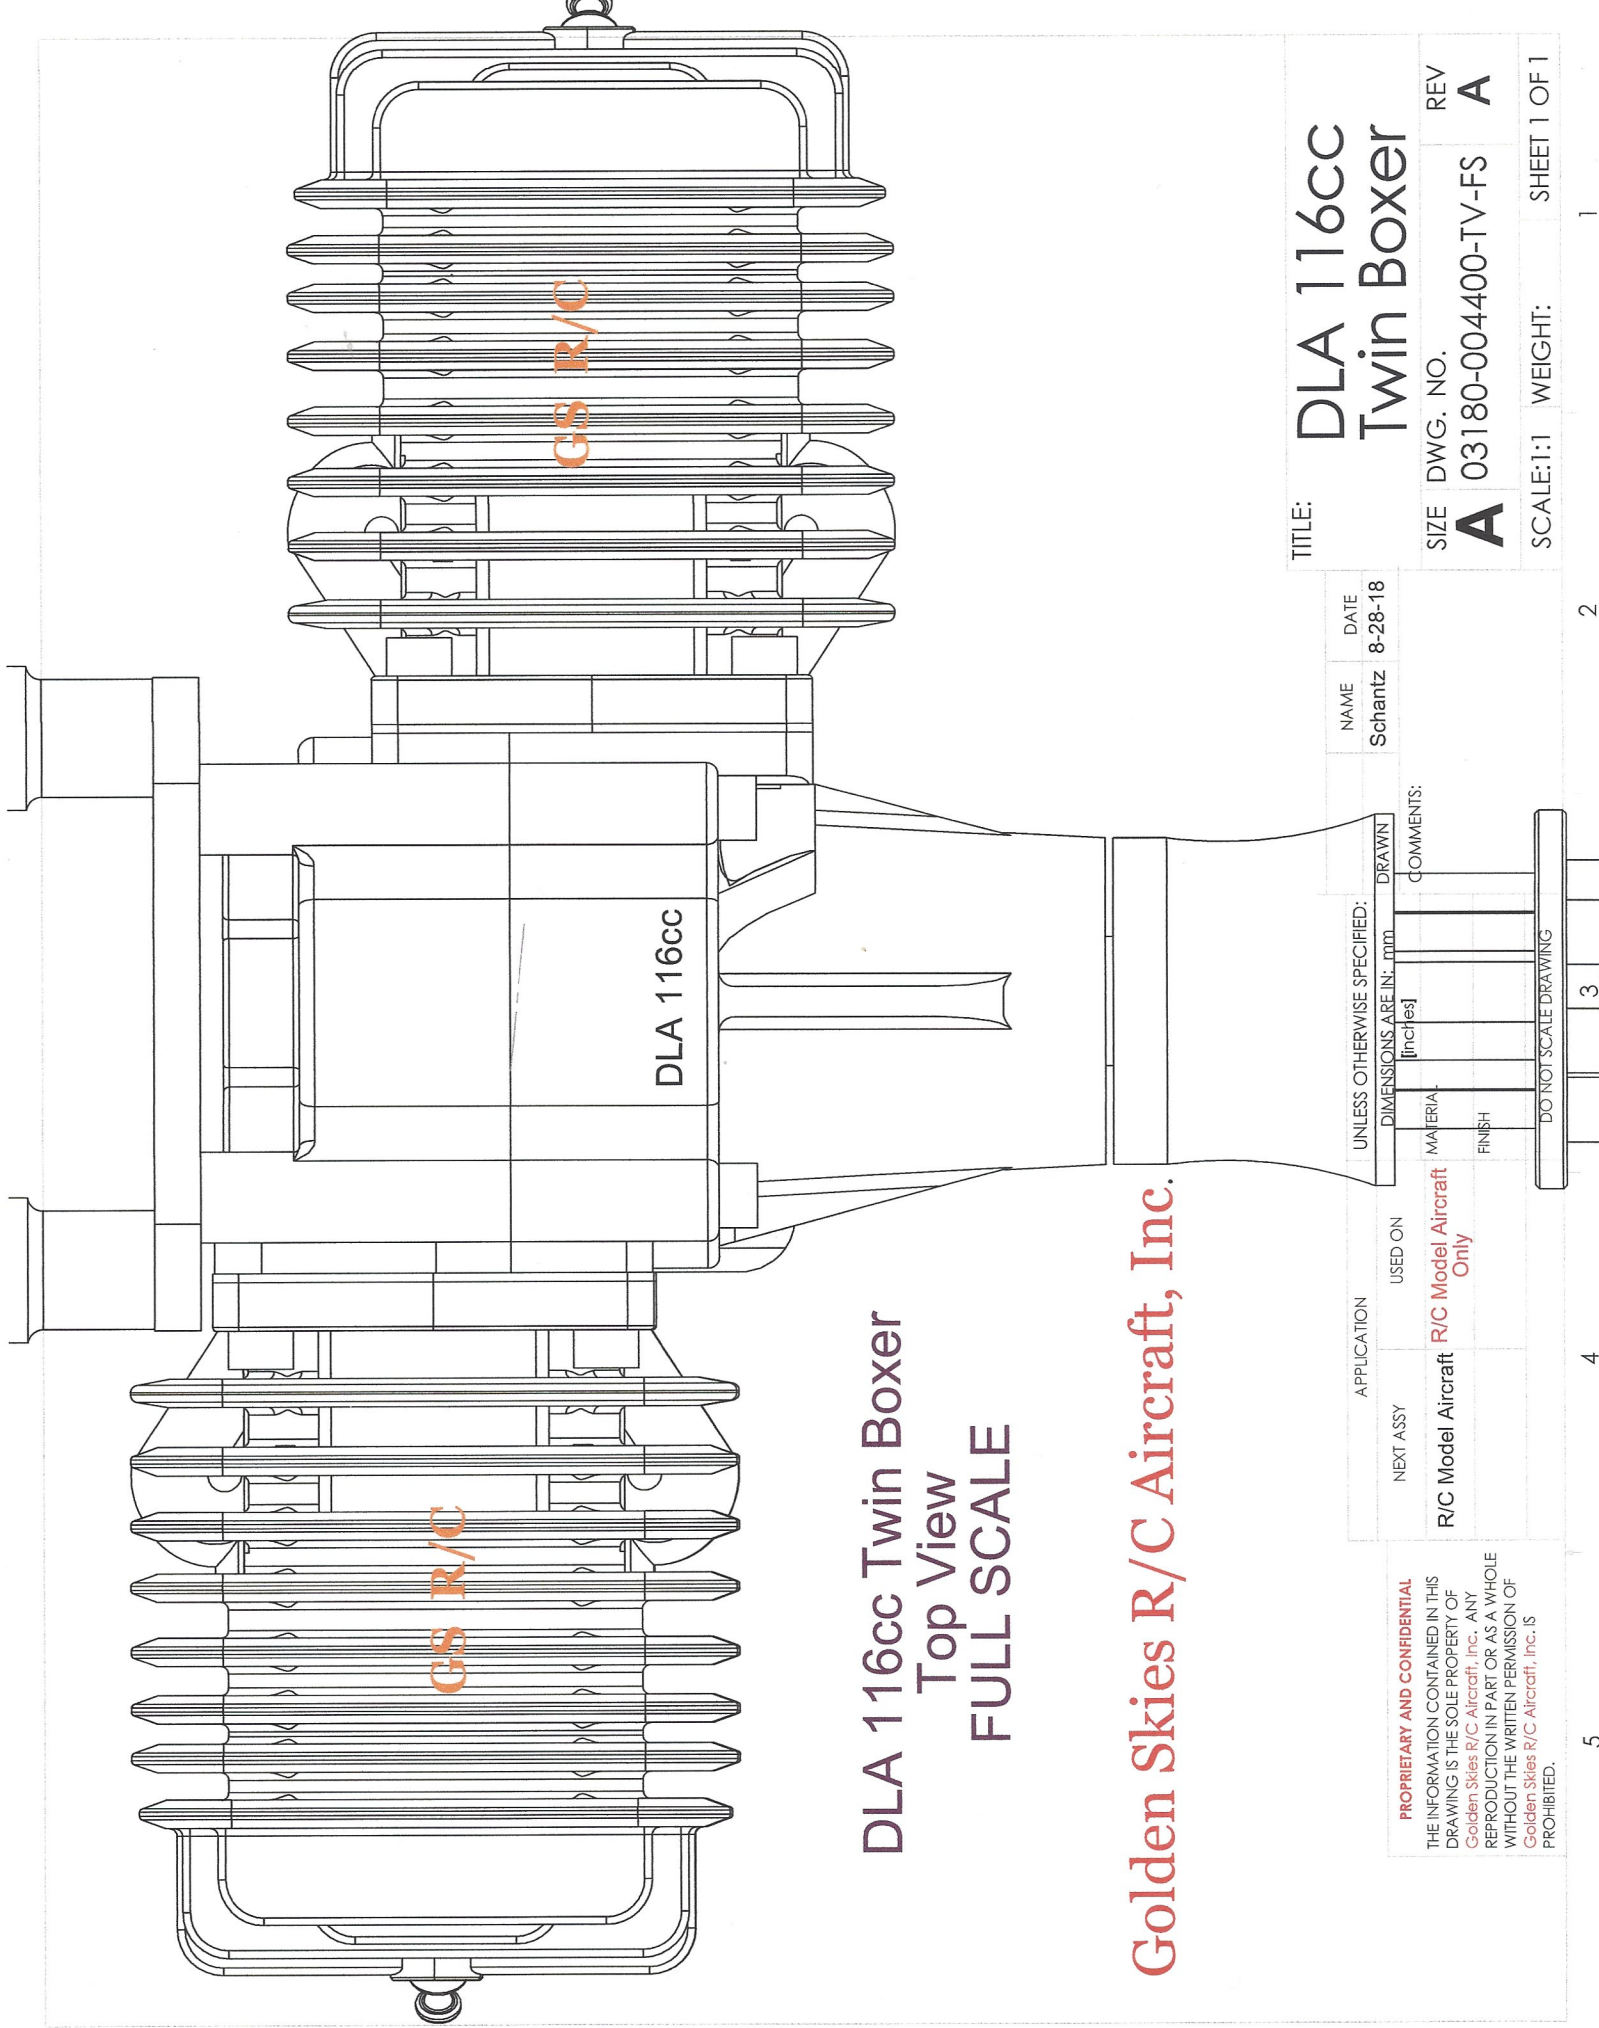 GS R/C
GS R/C
DLA 116cc
DLA 116cc Twin Boxer
Top View
FULL SCALE
Golden Skies R/C Aircraft, Inc.
PROPRIETARY AND CONFIDENTIAL
THE INFORMATION CONTAINED IN THIS
DRAWING IS THE SOLE PROPERTY OF
Golden Skies R/C Aircraft, Inc. ANY
REPRODUCTION IN PART OR AS A WHOLE
WITHOUT THE WRITTEN PERMISSION OF
Golden Skies R/C Aircraft, Inc. IS
PROHIBITED.
APPLICATION
NEXT ASSY
USED ON
R/C Model Aircraft
R/C Model Aircraft
Only
UNLESS OTHERWISE SPECIFIED:
DIMENSIONS ARE IN: mm
[inches]
MATERIAL
FINISH
DO NOT SCALE DRAWING
NAME
DATE
DRAWN
Schantz
8-28-18
COMMENTS:
TITLE:
DLA 116cc
Twin Boxer
SIZE
A
DWG. NO.
03180-004400-TV-FS
REV
A
SCALE:1:1
WEIGHT:
SHEET 1 OF 1
5
4
3
2
1